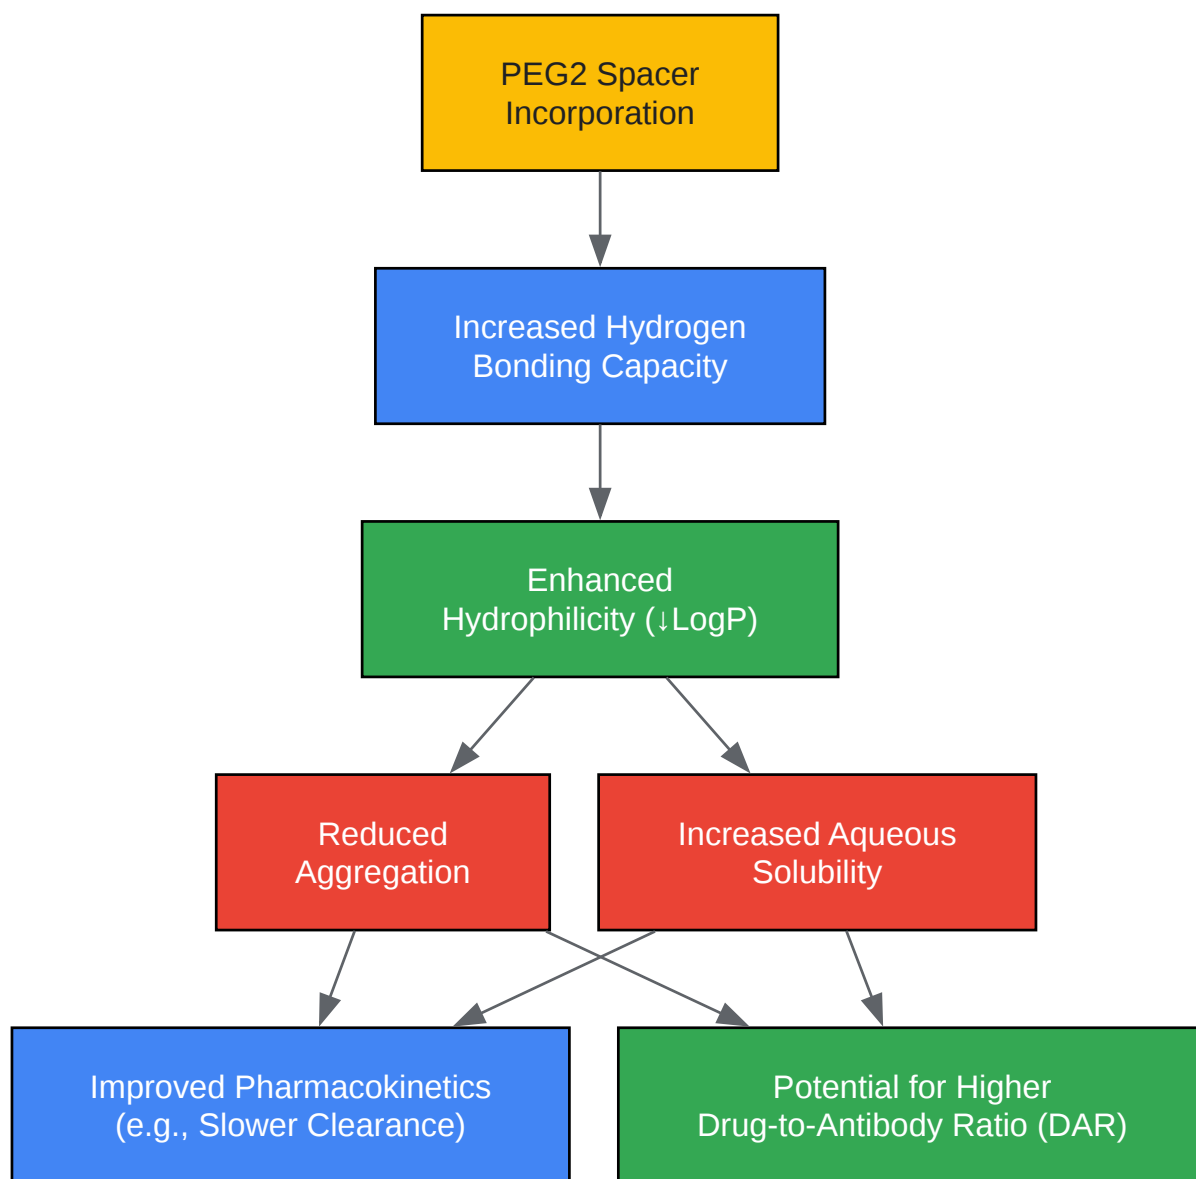 PEG2 Spacer
Incorporation
Increased Hydrogen
Bonding Capacity
Enhanced
Hydrophilicity (↓LogP)
Reduced
Aggregation
Increased Aqueous
Solubility
Improved Pharmacokinetics
(e.g., Slower Clearance)
Potential for Higher
Drug-to-Antibody Ratio (DAR)